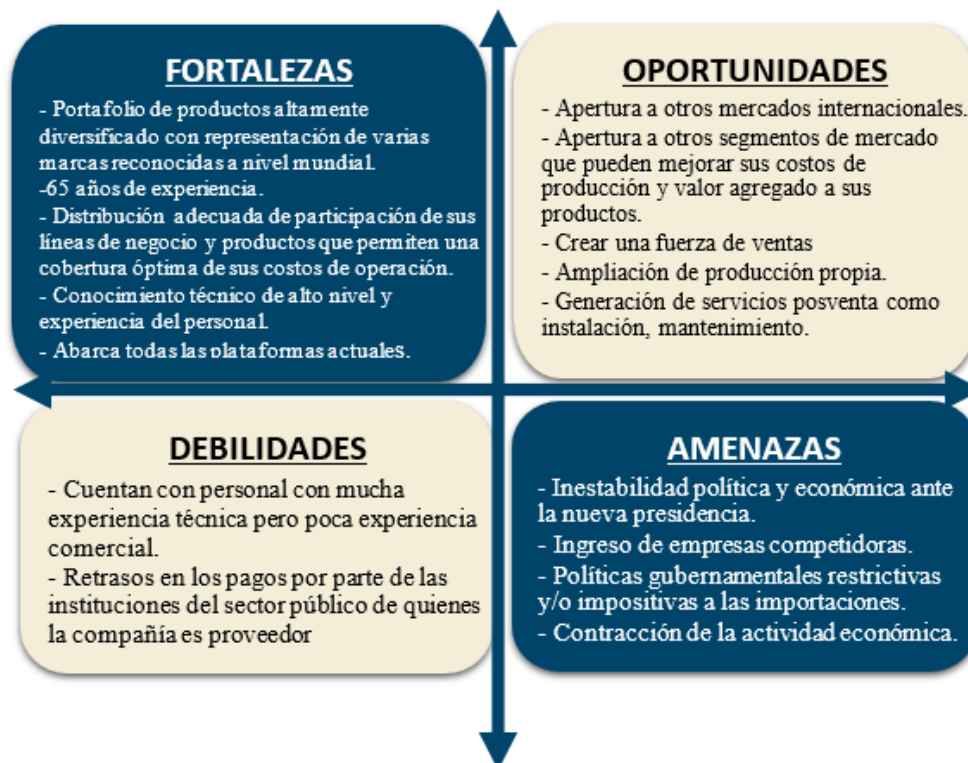 FORTALEZAS
- Portafolio de productos altamente
diversificado con representación de varias
marcas reconocidas a nivel mundial.
-65 años de experiencia.
- Distribución adecuada de participación de sus
líneas de negocio y productos que permiten una
cobertura óptima de sus costos de operación.
- Conocimiento técnico de alto nivel y
experiencia del personal.
- Abarca todas las plataformas actuales.
OPORTUNIDADES
- Apertura a otros mercados internacionales.
- Apertura a otros segmentos de mercado
que pueden mejorar sus costos de
producción y valor agregado a sus
productos.
- Crear una fuerza de ventas
- Ampliación de producción propia.
- Generación de servicios posventa como
instalación, mantenimiento.
DEBILIDADES
- Cuentan con personal con mucha
experiencia técnica pero poca experiencia
comercial.
- Retrasos en los pagos por parte de las
instituciones del sector público de quienes
la compañía es proveedor
AMENAZAS
- Inestabilidad política y económica ante
la nueva presidencia.
- Ingreso de empresas competidoras.
- Políticas gubernamentales restrictivas
y/o impositivas a las importaciones.
- Contracción de la actividad económica.